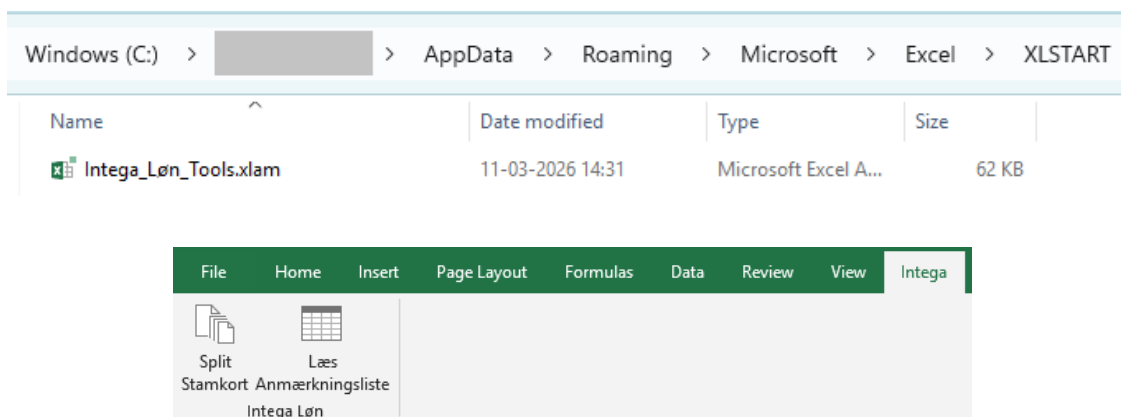 Windows (C:) > > AppData > Roaming > Microsoft > Excel > XLSTART
Name Date modified Type Size
Intega_Løn_Tools.xlam 11-03-2026 14:31 Microsoft Excel A... 62 KB
File Home Insert Page Layout Formulas Data Review View Intega
Split Læs
Stamkort Anmærkningsliste
Intega Løn